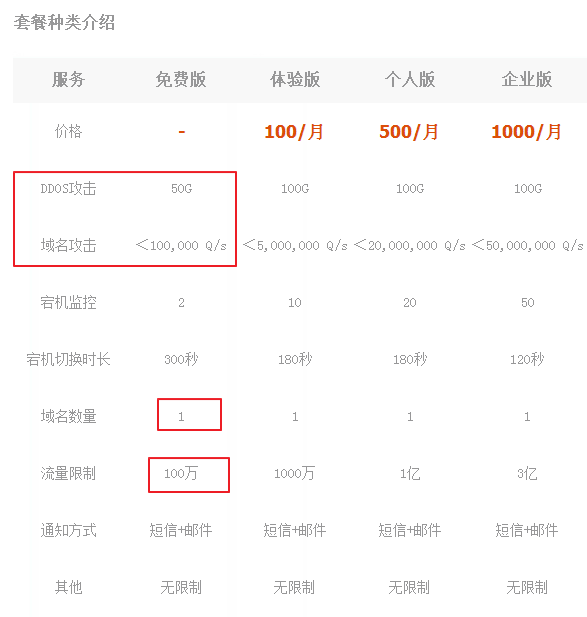 套餐种类介绍
服务 免费版 体验版 个人版 企业版
价格 - 100/月 500/月 1000/月
DDOS攻击 50G 100G 100G 100G
域名攻击 <100,000 Q/s <5,000,000 Q/s <20,000,000 Q/s <50,000,000 Q/s
宕机监控 2 10 20 50
宕机切换时长 300秒 180秒 180秒 120秒
域名数量 1 1 1 1
流量限制 100万 1000万 1亿 3亿
通知方式 短信+邮件 短信+邮件 短信+邮件 短信+邮件
其他 无限制 无限制 无限制 无限制